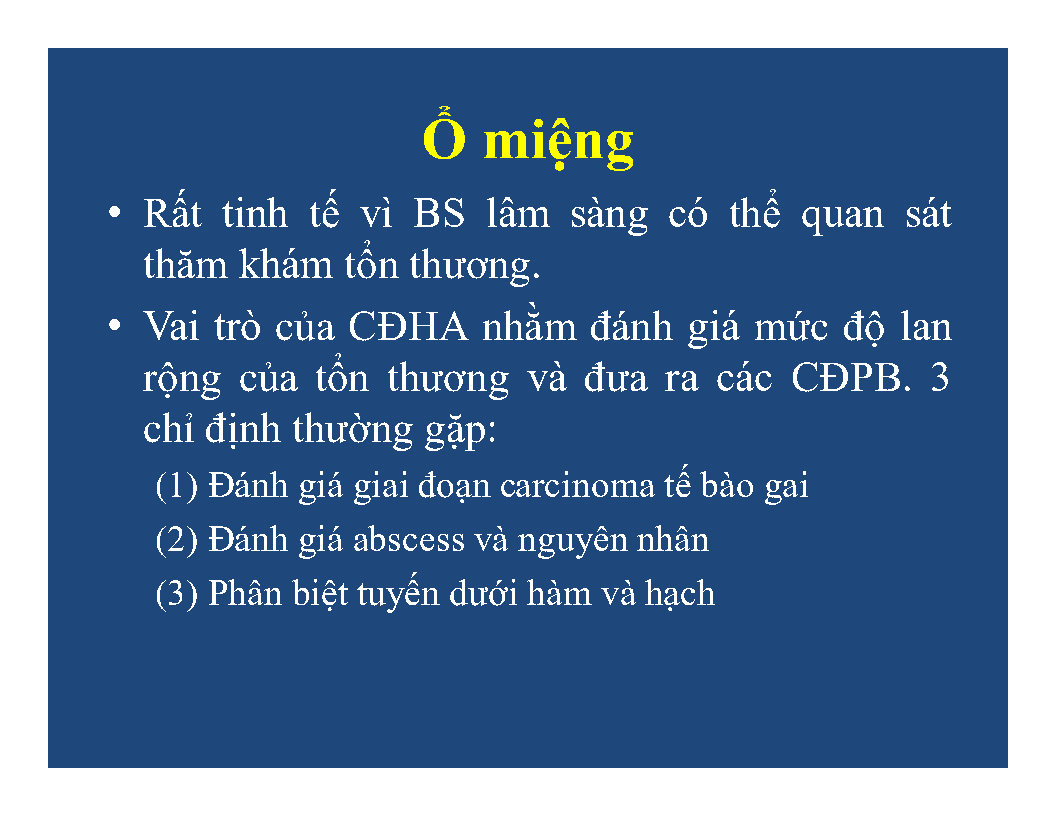 Ổ miệng
• Rất tinh tế vì BS lâm sàng có thể quan sát
thăm khám tổn thương.
• Vai trò của CĐHA nhằm đánh giá mức độ lan
rộng của tổn thương và đưa ra các CĐPB. 3
chỉ định thường gặp:
(1) Đánh giá giai đoạn carcinoma tế bào gai
(2) Đánh giá abscess và nguyên nhân
(3) Phân biệt tuyến dưới hàm và hạch